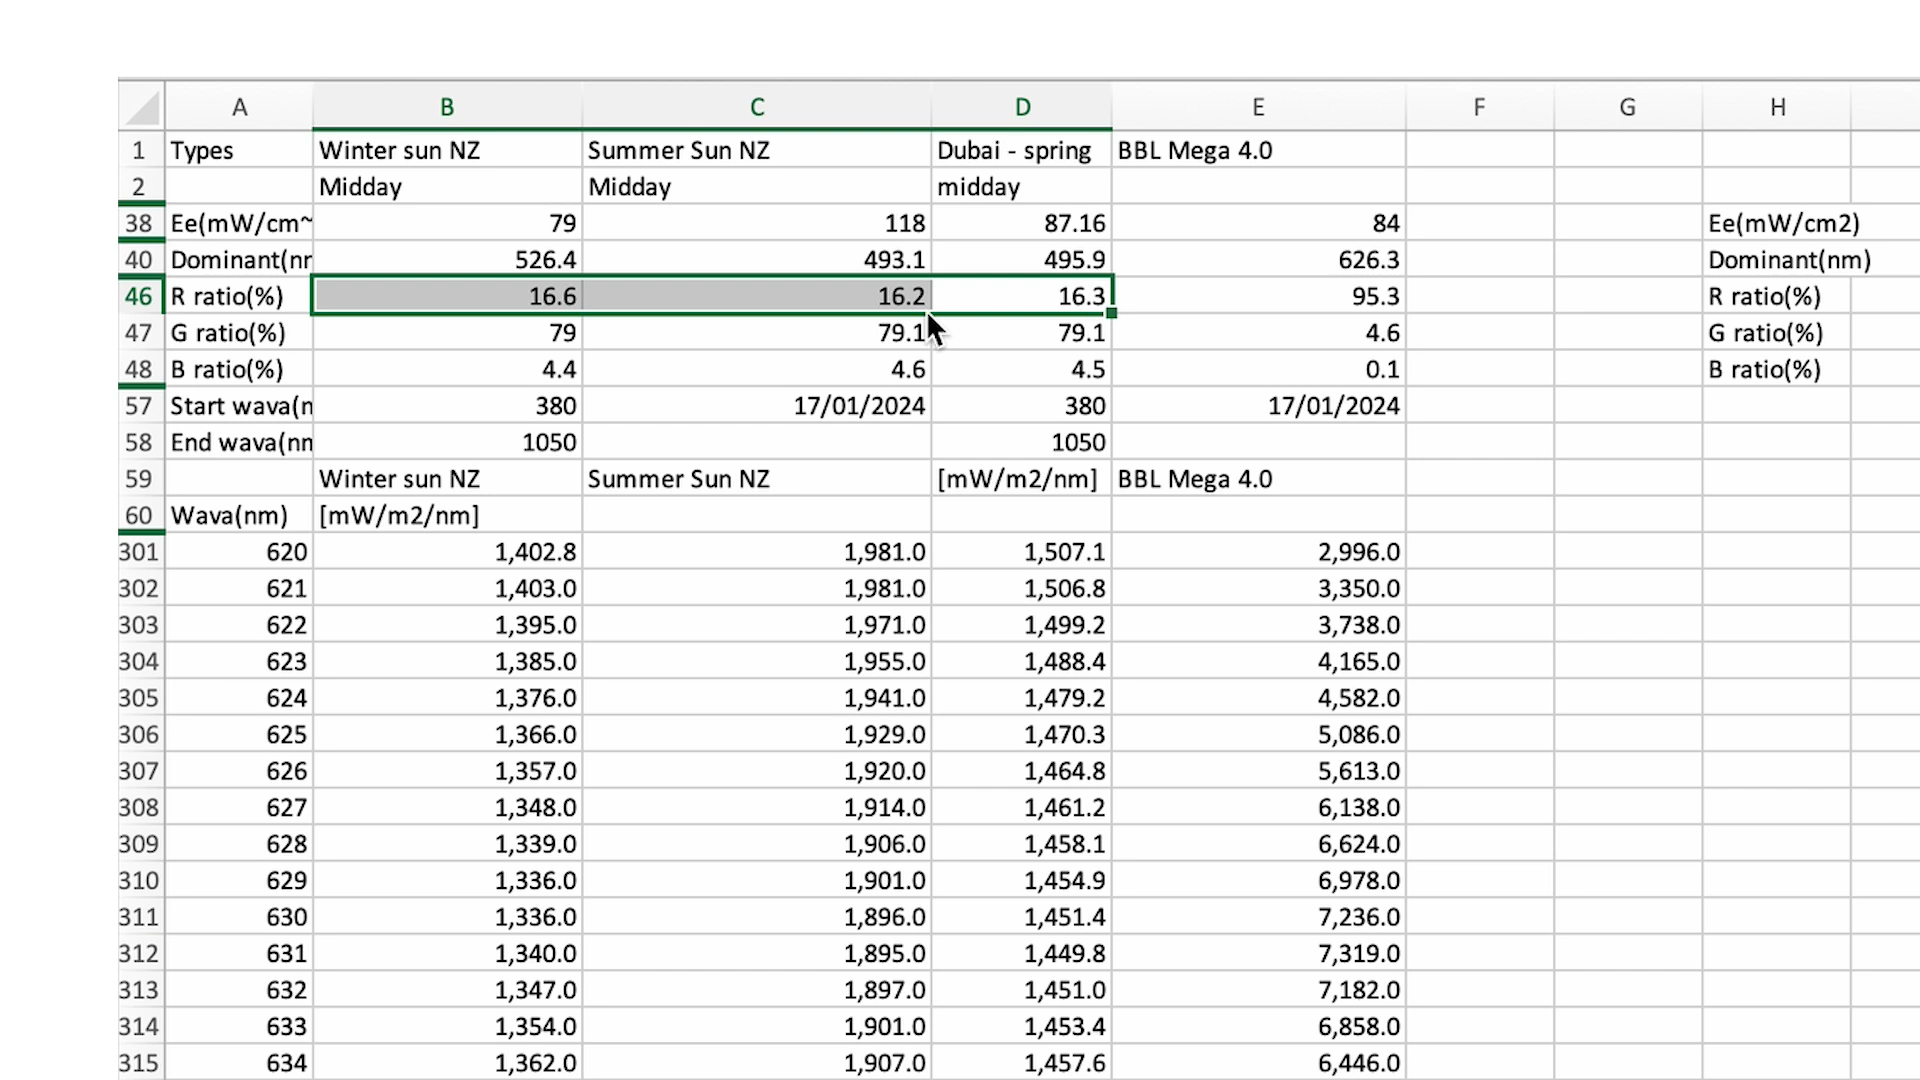 A B C D E F G H
1 Types Winter sun NZ Summer Sun NZ Dubai - spring BBL Mega 4.0
2 Midday Midday midday
38 Ee(mW/cm~ 79 118 87.16 84 Ee(mW/cm2)
40 Dominant(nr 526.4 493.1 495.9 626.3 Dominant(nm)
46 R ratio(%) 16.6 16.2 16.3 95.3 R ratio(%)
47 G ratio(%) 79 79.1 79.1 4.6 G ratio(%)
48 B ratio(%) 4.4 4.6 4.5 0.1 B ratio(%)
57 Start wava(n 380 17/01/2024 380 17/01/2024
58 End wava(nn 1050 1050
59 Winter sun NZ Summer Sun NZ [mW/m2/nm] BBL Mega 4.0
60 Wava(nm) [mW/m2/nm]
301 620 1,402.8 1,981.0 1,507.1 2,996.0
302 621 1,403.0 1,981.0 1,506.8 3,350.0
303 622 1,395.0 1,971.0 1,499.2 3,738.0
304 623 1,385.0 1,955.0 1,488.4 4,165.0
305 624 1,376.0 1,941.0 1,479.2 4,582.0
306 625 1,366.0 1,929.0 1,470.3 5,086.0
307 626 1,357.0 1,920.0 1,464.8 5,613.0
308 627 1,348.0 1,914.0 1,461.2 6,138.0
309 628 1,339.0 1,906.0 1,458.1 6,624.0
310 629 1,336.0 1,901.0 1,454.9 6,978.0
311 630 1,336.0 1,896.0 1,451.4 7,236.0
312 631 1,340.0 1,895.0 1,449.8 7,319.0
313 632 1,347.0 1,897.0 1,451.0 7,182.0
314 633 1,354.0 1,901.0 1,453.4 6,858.0
315 634 1,362.0 1,907.0 1,457.6 6,446.0